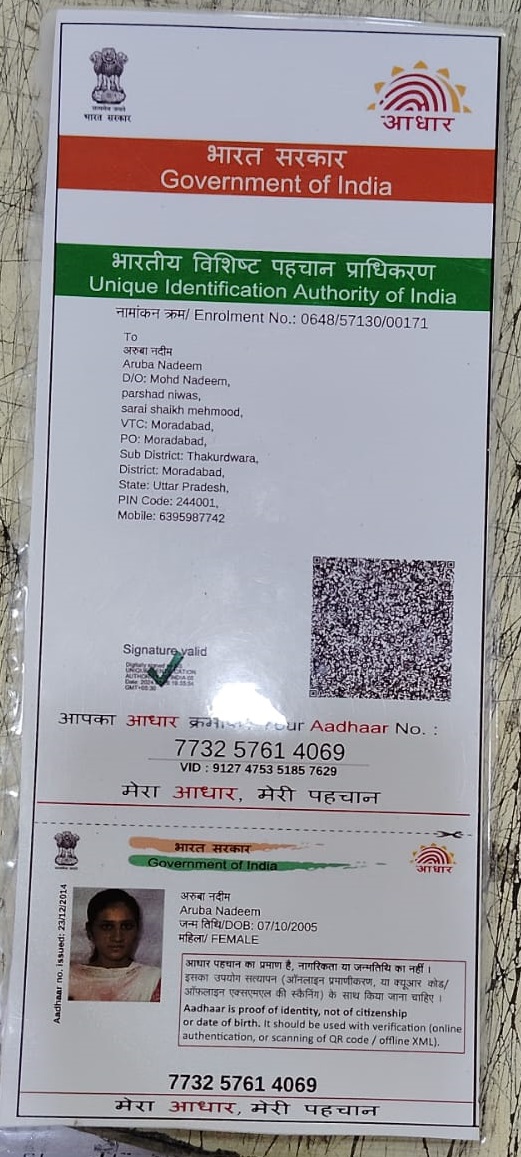 सत्यमेव जयते
भारत सरकार
आधार
भारत सरकार
Government of India
भारतीय विशिष्ट पहचान प्राधिकरण
Unique Identification Authority of India
नामांकन क्रम/ Enrolment No.: 0648/57130/00171
To
अरुबा नदीम
Aruba Nadeem
D/O: Mohd Nadeem,
parshad niwas,
sarai shaikh mehmood,
VTC: Moradabad,
PO: Moradabad,
Sub District: Thakurdwara,
District: Moradabad,
State: Uttar Pradesh,
PIN Code: 244001,
Mobile: 6395987742
Signature valid
Digitally signed
GMT+05:30
आपका आधार / Your Aadhaar No. :
7732 5761 4069
VID : 9127 4753 5185 7629
मेरा आधार, मेरी पहचान
भारत सरकार
Government of India
आधार
Aadhaar no. issued: 23/12/2014
अरुबा नदीम
Aruba Nadeem
जन्म तिथि/DOB: 07/10/2005
महिला/ FEMALE
आधार पहचान का प्रमाण है, नागरिकता या जन्मतिथि का नहीं ।
इसका उपयोग सत्यापन (ऑनलाइन प्रमाणीकरण, या क्यूआर कोड/
ऑफलाइन एक्सएमएल की स्कैनिंग) के साथ किया जाना चाहिए ।
Aadhaar is proof of identity, not of citizenship
or date of birth. It should be used with verification (online
authentication, or scanning of QR code / offline XML).
7732 5761 4069
मेरा आधार, मेरी पहचान